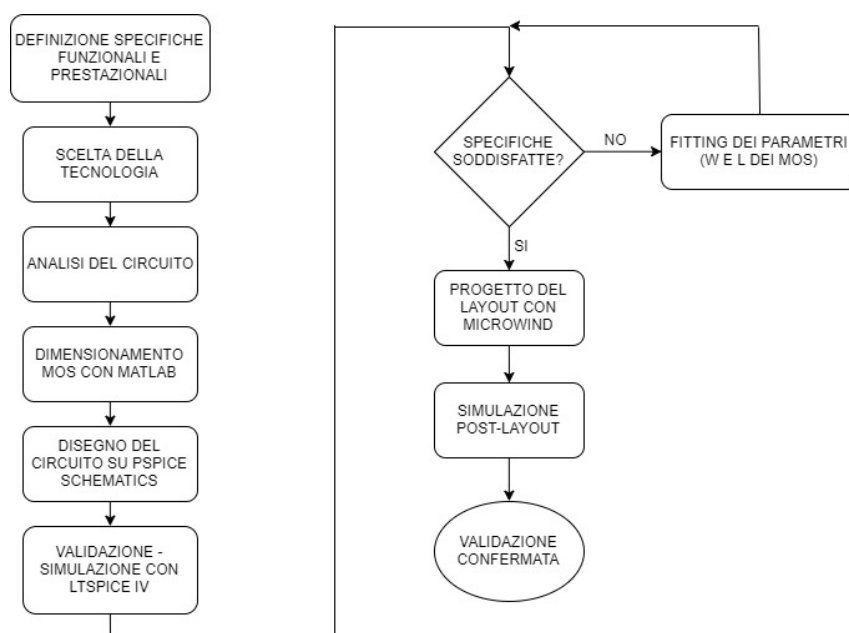 DEFINIZIONE SPECIFICHE
FUNZIONALI E
PRESTAZIONALI
SCELTA DELLA
TECNOLOGIA
ANALISI DEL CIRCUITO
DIMENSIONAMENTO
MOS CON MATLAB
DISEGNO DEL
CIRCUITO SU PSPICE
SCHEMATICS
VALIDAZIONE -
SIMULAZIONE CON
LTSPICE IV
SPECIFICHE
SODDISFATTE?
NO
FITTING DEI PARAMETRI
(W E L DEI MOS)
SI
PROGETTO DEL
LAYOUT CON
MICROWIND
SIMULAZIONE
POST-LAYOUT
VALIDAZIONE
CONFERMATA